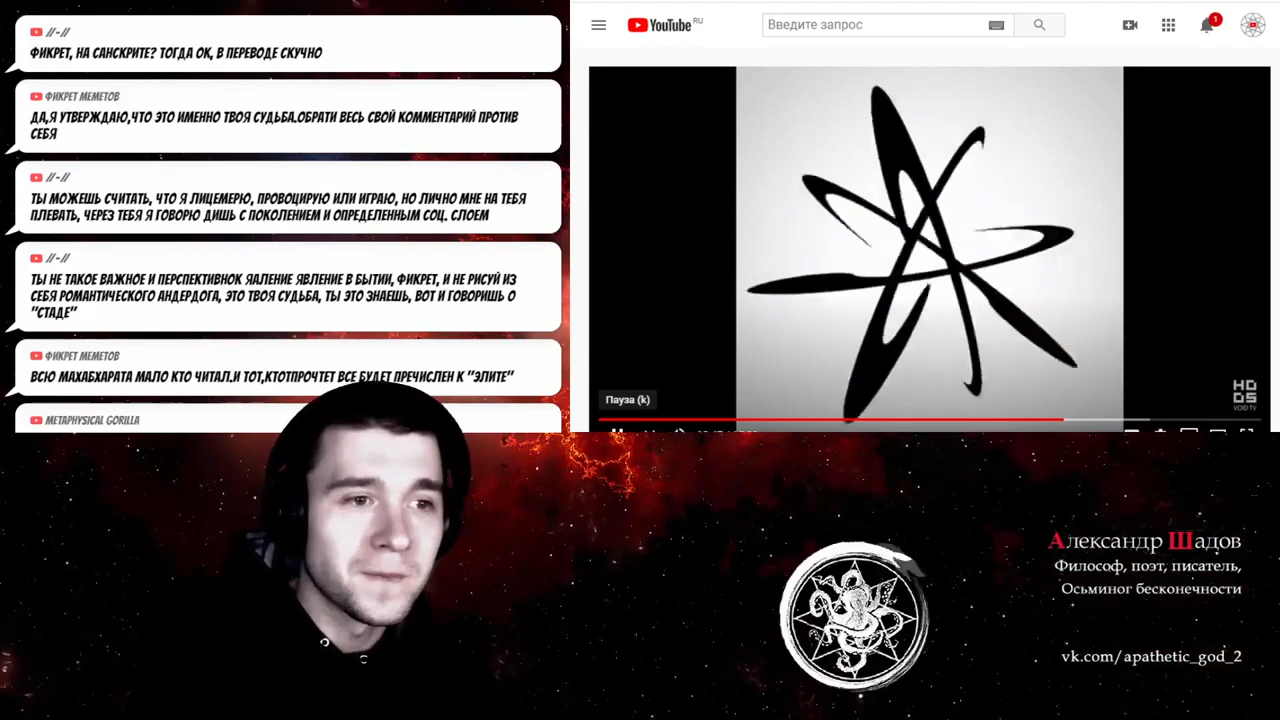 //-//
ФИКРЕТ, НА САНСКРИТЕ? ТОГДА ОК, В ПЕРЕВОДЕ СКУЧНО
ФИКРЕТ МЕМЕТОВ
ДА,Я УТВЕРЖДАЮ,ЧТО ЭТО ИМЕННО ТВОЯ СУДЬБА.ОБРАТИ ВЕСЬ СВОЙ КОММЕНТАРИЙ ПРОТИВ
СЕБЯ
//-//
ТЫ МОЖЕШЬ СЧИТАТЬ, ЧТО Я ЛИЦЕМЕРЮ, ПРОВОЦИРУЮ ИЛИ ИГРАЮ, НО ЛИЧНО МНЕ НА ТЕБЯ
ПЛЕВАТЬ, ЧЕРЕЗ ТЕБЯ Я ГОВОРЮ ДИШЬ С ПОКОЛЕНИЕМ И ОПРЕДЕЛЕННЫМ СОЦ. СЛОЕМ
//-//
ТЫ НЕ ТАКОЕ ВАЖНОЕ И ПЕРСПЕКТИВНОК ЯАЛЕНИЕ ЯВЛЕНИЕ В БЫТИИ, ФИКРЕТ, И НЕ РИСУЙ ИЗ
СЕБЯ РОМАНТИЧЕСКОГО АНДЕРДОГА, ЭТО ТВОЯ СУДЬБА, ТЫ ЭТО ЗНАЕШЬ, ВОТ И ГОВОРИШЬ О
"СТАДЕ"
ФИКРЕТ МЕМЕТОВ
ВСЮ МАХАБХАРАТА МАЛО КТО ЧИТАЛ.И ТОТ,КТОТПРОЧТЕТ ВСЕ БУДЕТ ПРЕЧИСЛЕН К "ЭЛИТЕ"
METAPHYSICAL GORILLA
YouTube RU
Введите запрос
1
Пауза (k)
VOID TV
Александр Шадов
Философ, поэт, писатель,
Осьминог бесконечности
vk.com/apathetic_god_2